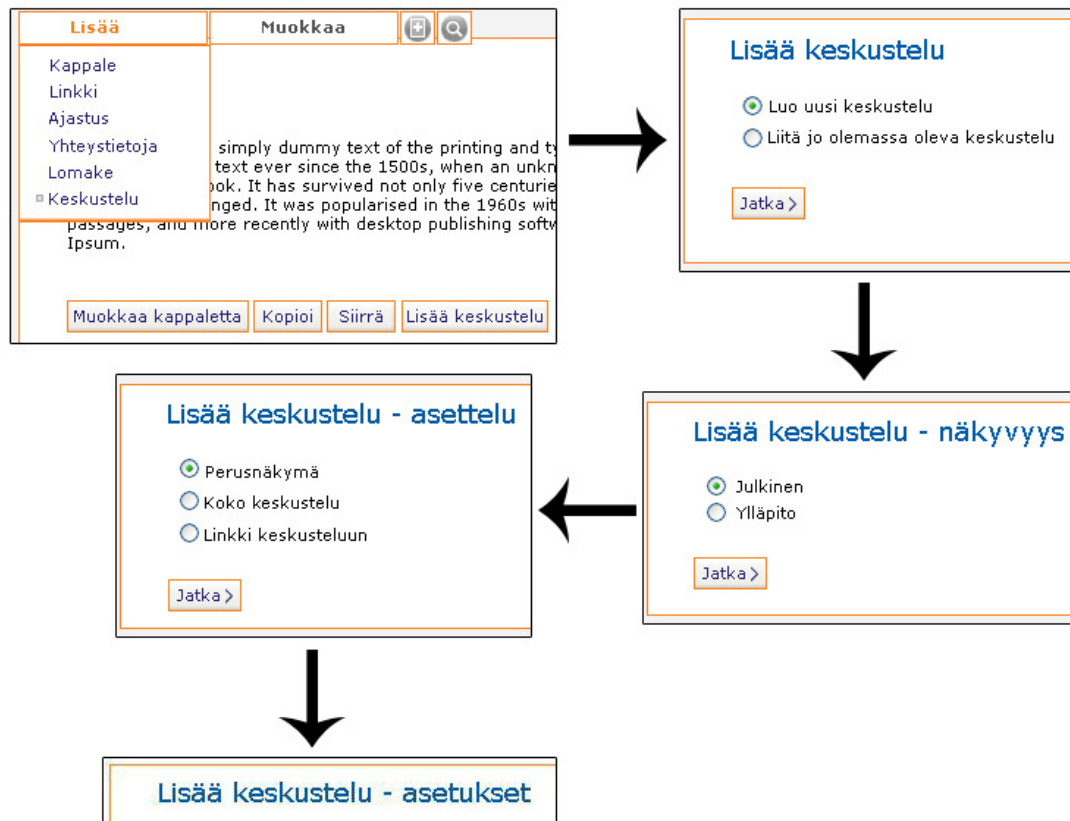 Lisää Muokkaa
Kappale
Linkki
Ajastus
Yhteystietoja
Lomake
Keskustelu
simply dummy text of the printing and ty
text ever since the 1500s, when an unkn
ook. It has survived not only five centurie
nged. It was popularised in the 1960s wit
passages, and more recently with desktop publishing softw
Ipsum.
Muokkaa kappaletta Kopioi Siirrä Lisää keskustelu
Lisää keskustelu
Luo uusi keskustelu
Liitä jo olemassa oleva keskustelu
Jatka >
Lisää keskustelu - näkyvyys
Julkinen
Ylläpito
Jatka >
Lisää keskustelu - asettelu
Perusnäkymä
Koko keskustelu
Linkki keskusteluun
Jatka >
Lisää keskustelu - asetukset